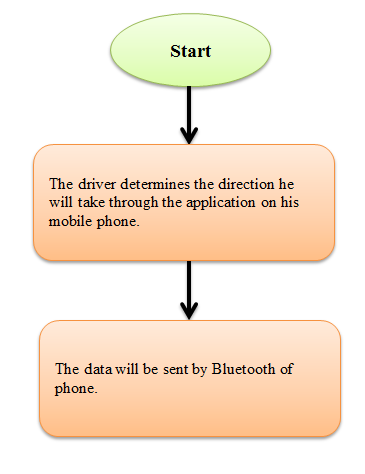 Start
The driver determines the direction he
will take through the application on his
mobile phone.
The data will be sent by Bluetooth of
phone.